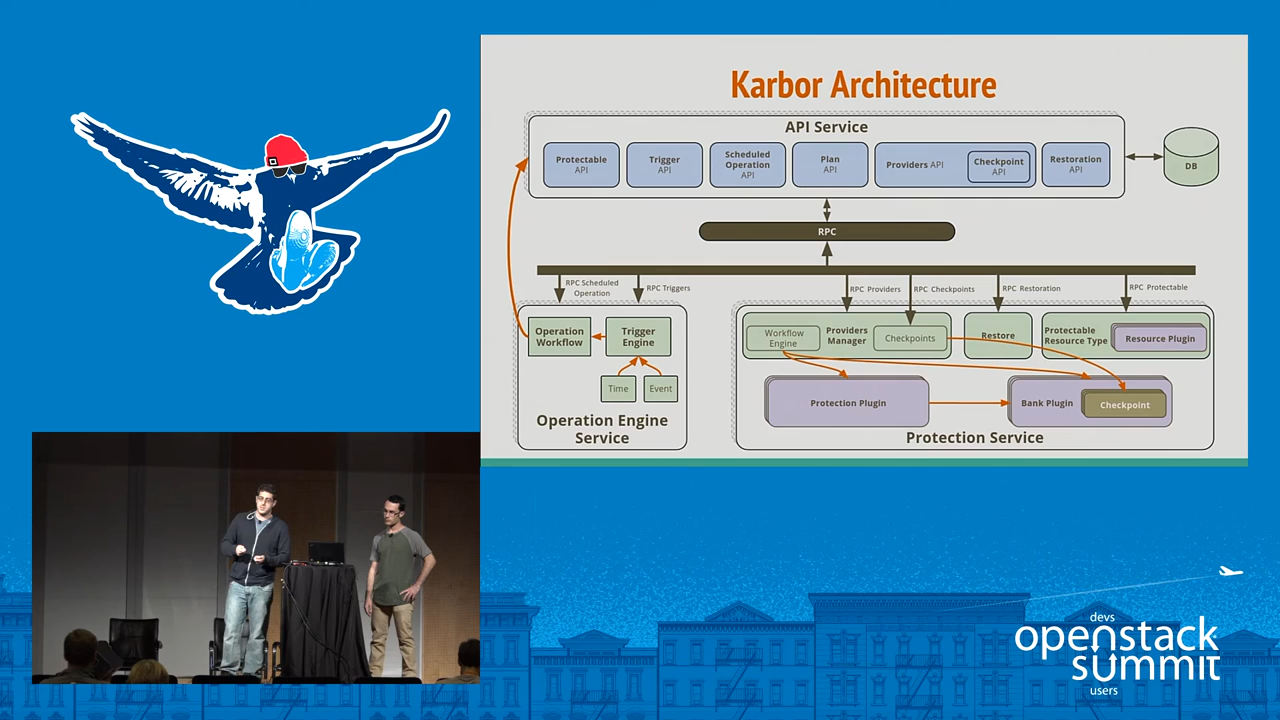 Karbor Architecture
API Service
Protectable
API
Trigger
API
Scheduled
Operation
API
Plan
API
Providers API
Checkpoint
API
Restoration
API
DB
RPC
RPC Scheduled
Operation
RPC Triggers
RPC Providers
RPC Checkpoints
RPC Restoration
RPC Protectable
Operation
Workflow
Trigger
Engine
Time
Event
Operation Engine
Service
Workflow
Engine
Providers
Manager
Checkpoints
Restore
Protectable
Resource Type
Resource Plugin
Protection Plugin
Bank Plugin
Checkpoint
Protection Service
devs
openstack
summit
users